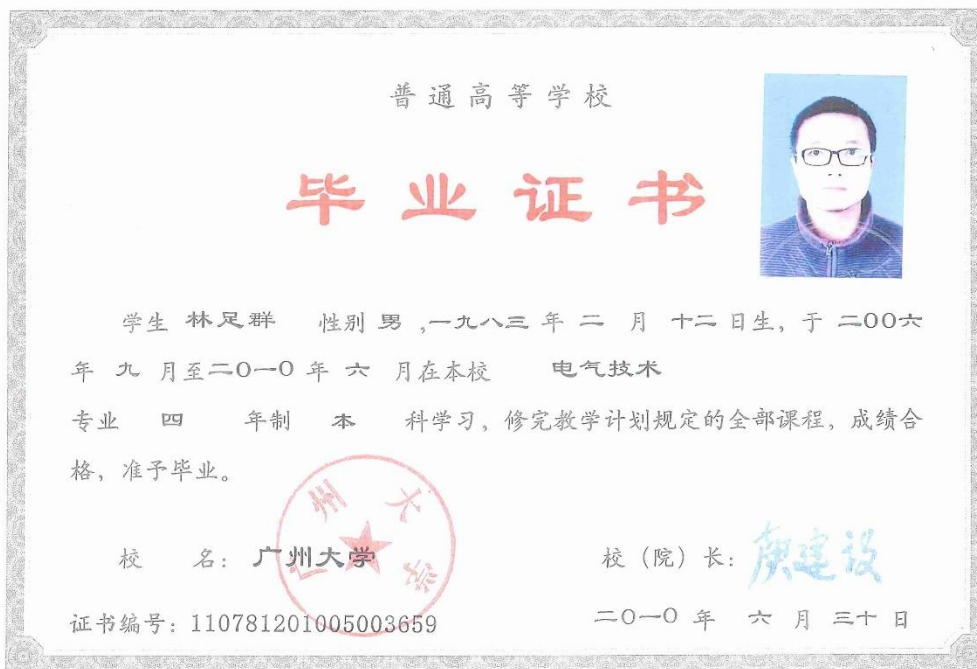 普通高等学校
毕业证书
学生 林足群 性别 男 ,一九八三 年 二 月 十二 日生, 于 二OO六
年 九 月至二O一O 年 六 月在本校 电气技术
专业 四 年制 本 科学习, 修完教学计划规定的全部课程, 成绩合
格, 准予毕业。
校 名: 广州大学
广州大学
校 (院) 长: 庾建设
证书编号: 110781201005003659
二O一O 年 六 月 三十 日